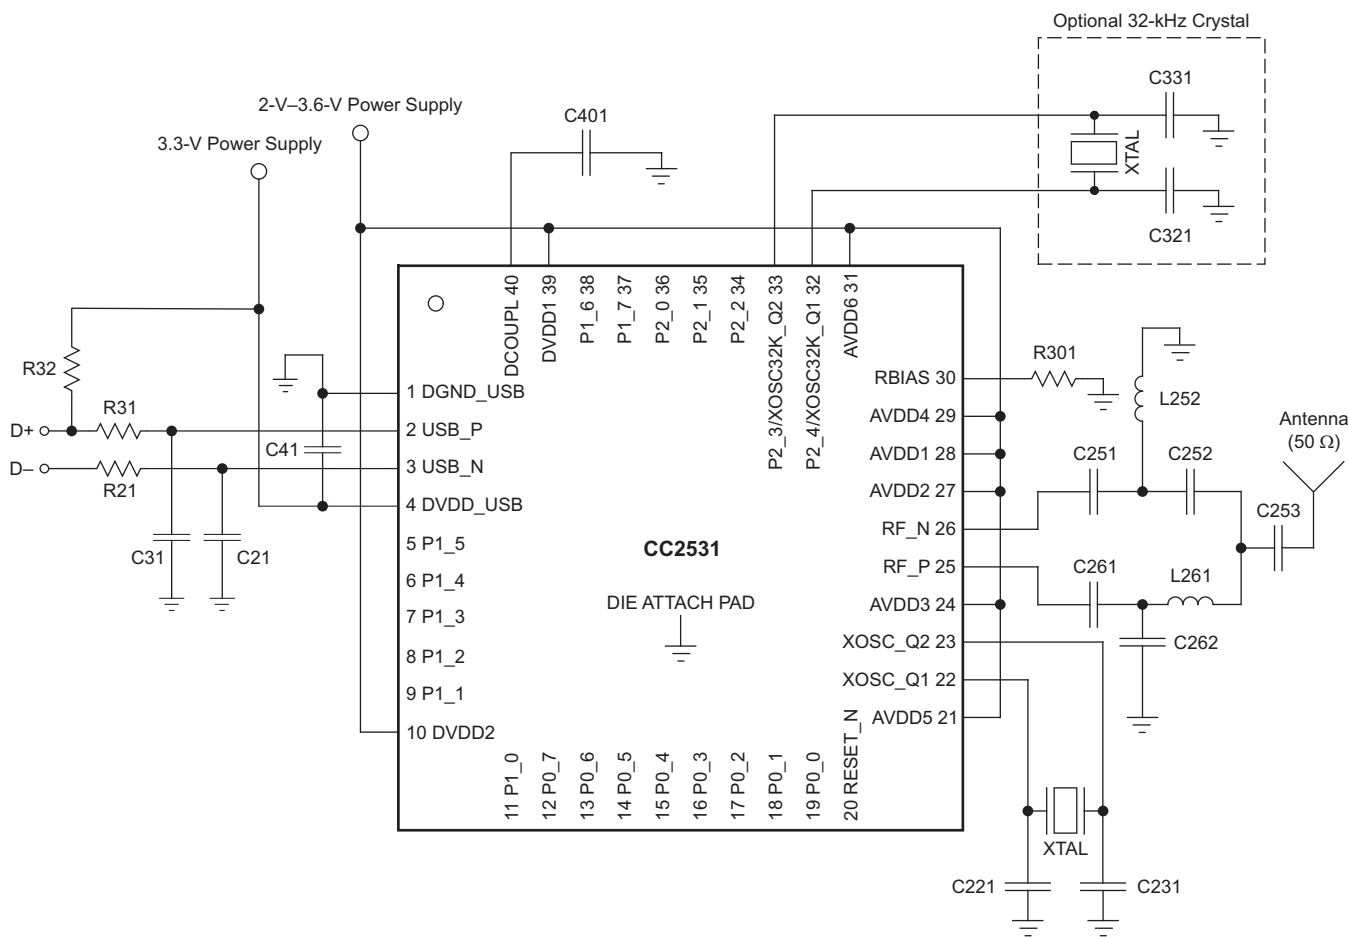 Optional 32-kHz Crystal
C331
XTAL
C321
2-V–3.6-V Power Supply
3.3-V Power Supply
C401
DCOUPL 40
DVDD1 39
P1_6 38
P1_7 37
P2_0 36
P2_1 35
P2_2 34
P2_3/XOSC32K_Q2 33
P2_4/XOSC32K_Q1 32
AVDD6 31
R32
R31
D+
D–
R21
C41
C31
C21
1 DGND_USB
2 USB_P
3 USB_N
4 DVDD_USB
5 P1_5
6 P1_4
7 P1_3
8 P1_2
9 P1_1
10 DVDD2
CC2531
DIE ATTACH PAD
RBIAS 30
AVDD4 29
AVDD1 28
AVDD2 27
RF_N 26
RF_P 25
AVDD3 24
XOSC_Q2 23
XOSC_Q1 22
AVDD5 21
R301
L252
Antenna
(50 Ω)
C251
C252
C253
C261
L261
C262
11 P1_0
12 P0_7
13 P0_6
14 P0_5
15 P0_4
16 P0_3
17 P0_2
18 P0_1
19 P0_0
20 RESET_N
XTAL
C221
C231